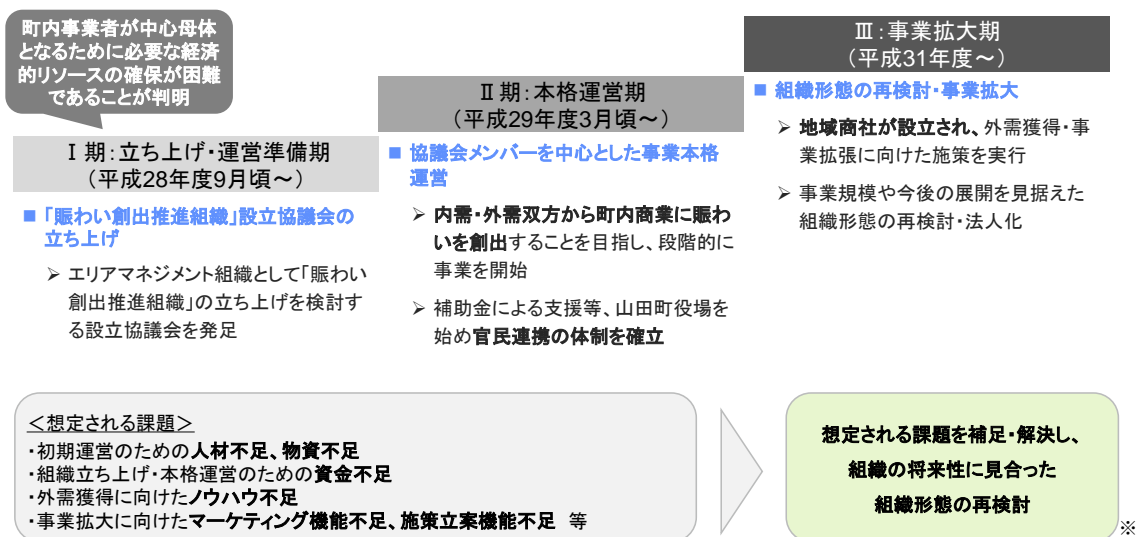 町内事業者が中心母体
となるために必要な経済
的リソースの確保が困難
であることが判明
Ⅰ期:立ち上げ・運営準備期
(平成28年度9月頃~)
■ 「賑わい創出推進組織」設立協議会の
立ち上げ
➢ エリアマネジメント組織として「賑わい
創出推進組織」の立ち上げを検討す
る設立協議会を発足
Ⅱ期:本格運営期
(平成29年度3月頃~)
■ 協議会メンバーを中心とした事業本格
運営
➢ 内需・外需双方から町内商業に賑わ
いを創出することを目指し、段階的に
事業を開始
➢ 補助金による支援等、山田町役場を
始め官民連携の体制を確立
Ⅲ:事業拡大期
(平成31年度~)
■ 組織形態の再検討・事業拡大
➢ 地域商社が設立され、外需獲得・事
業拡張に向けた施策を実行
➢ 事業規模や今後の展開を見据えた
組織形態の再検討・法人化
<想定される課題>
・初期運営のための人材不足、物資不足
・組織立ち上げ・本格運営のための資金不足
・外需獲得に向けたノウハウ不足
・事業拡大に向けたマーケティング機能不足、施策立案機能不足 等
想定される課題を補足・解決し、
組織の将来性に見合った
組織形態の再検討
※